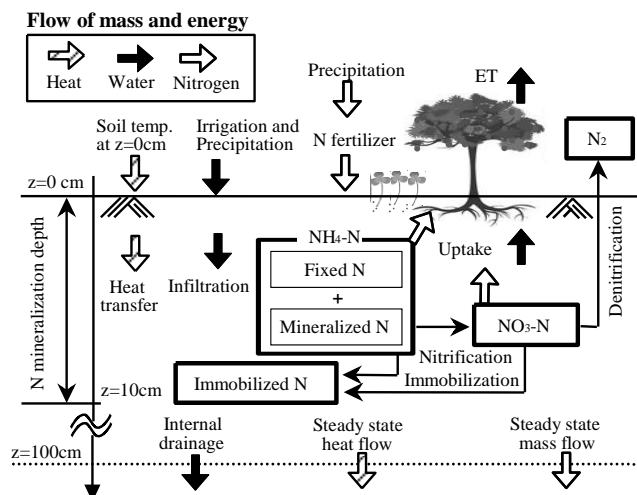 Flow of mass and energy
Heat
Water
Nitrogen
Precipitation
ET
Soil temp.
at z=0cm
Irrigation and
Precipitation
N fertilizer
N₂
z=0 cm
NH₄-N
Fixed N
+
Mineralized N
Uptake
Denitrification
N mineralization depth
Heat
transfer
Infiltration
NO₃-N
Nitrification
Immobilization
Immobilized N
z=10cm
Internal
drainage
Steady state
heat flow
Steady state
mass flow
z=100cm